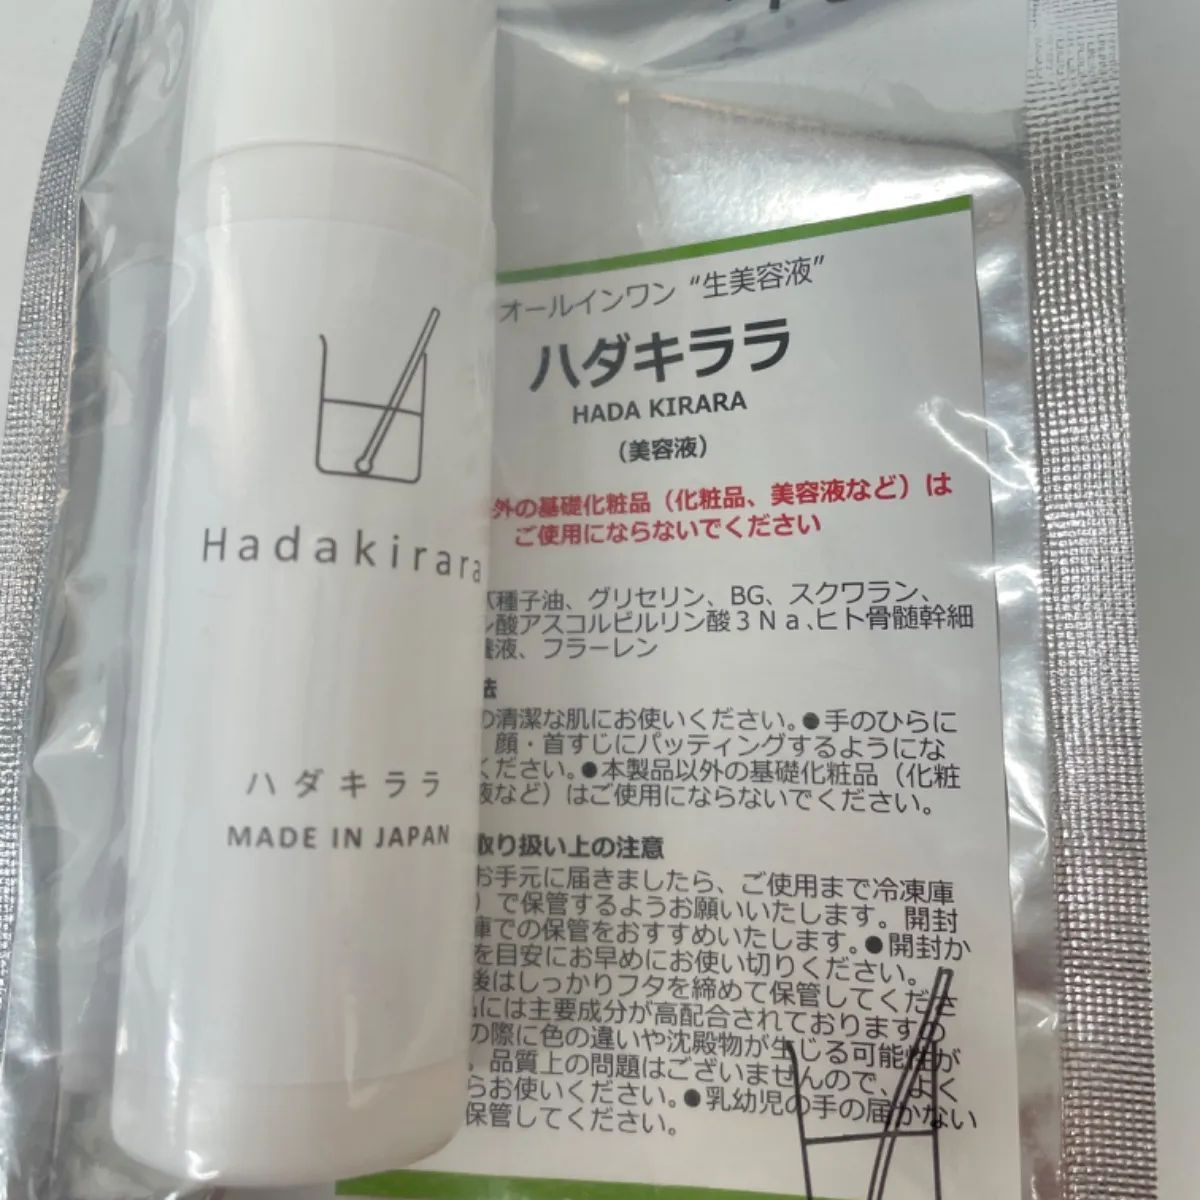 Hadakirara
ハダキララ
MADE IN JAPAN
オールインワン “生美容液”
ハダキララ
HADA KIRARA
（美容液）
外の基礎化粧品（化粧品、美容液など）は
ご使用にならないでください
種子油、グリセリン、BG、スクワラン、
酸アスコルビルリン酸３Ｎａ、ヒト骨髄幹細
養液、フラーレン
法
の清潔な肌にお使いください。●手のひらに
顔・首すじにパッティングするようにな
ください。●本製品以外の基礎化粧品（化粧
液など）はご使用にならないでください。
取り扱い上の注意
お手元に届きましたら、ご使用まで冷凍庫
）で保管するようお願いいたします。開封
庫での保管をおすすめいたします。●開封か
を目安にお早めにお使い切りください。
後はしっかりフタを締めて保管してくださ
には主要成分が高配合されておりますの
の際に色の違いや沈殿物が生じる可能性が
。品質上の問題はございませんので、よく
らお使いください。●乳幼児の手の届かない
保管してください。